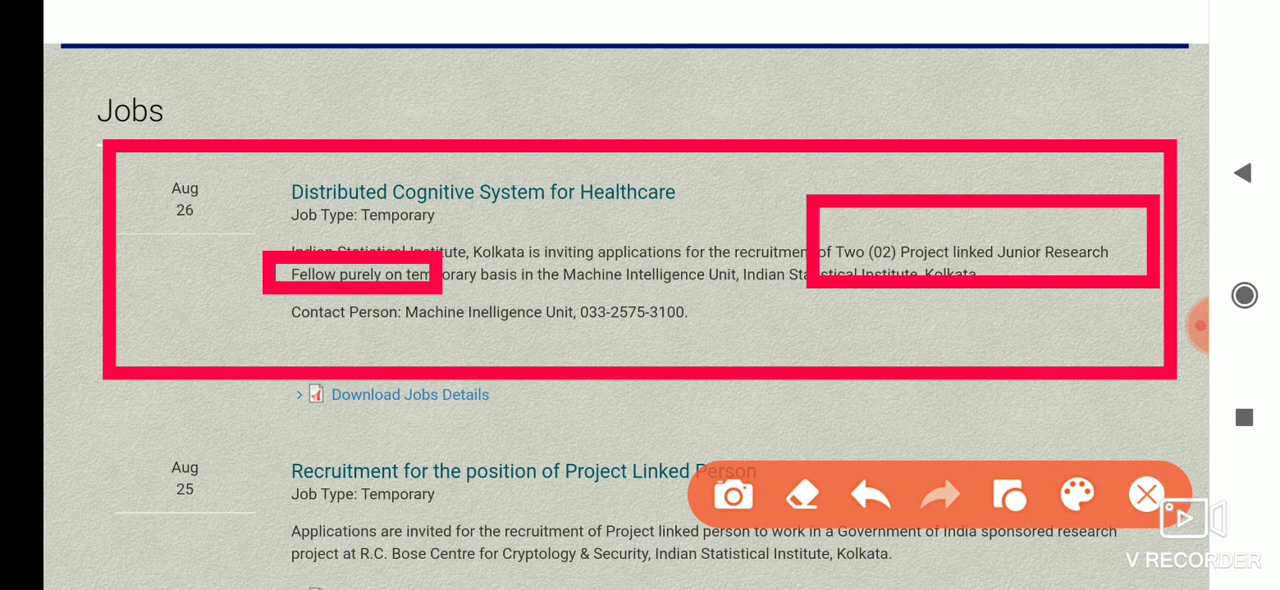 Jobs
Aug
26
Distributed Cognitive System for Healthcare
Job Type: Temporary
Indian Statistical Institute, Kolkata is inviting applications for the recruitment of Two (02) Project linked Junior Research
Fellow purely on temporary basis in the Machine Intelligence Unit, Indian Statistical Institute, Kolkata.
Contact Person: Machine Inelligence Unit, 033-2575-3100.
> Download Jobs Details
Aug
25
Recruitment for the position of Project Linked Person
Job Type: Temporary
Applications are invited for the recruitment of Project linked person to work in a Government of India sponsored research
project at R.C. Bose Centre for Cryptology & Security, Indian Statistical Institute, Kolkata.
V RECORDER